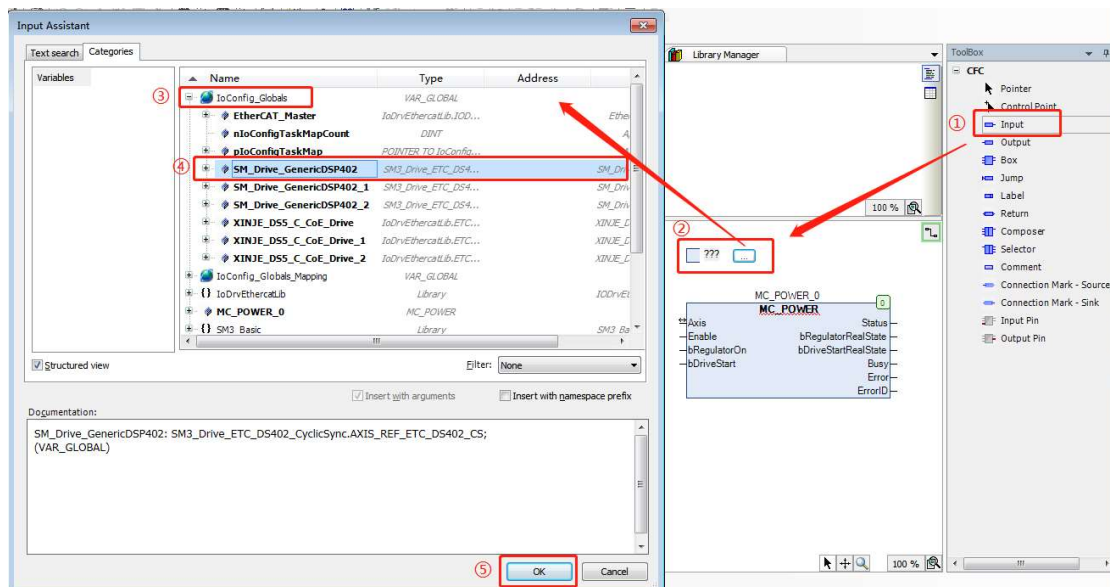 Input Assistant
Text search Categories
Variables
Name Type Address
③ IoConfig_Globals VAR_GLOBAL
EtherCAT_Master IoDrvEthercatLib.IOD... Ethe
nIoConfigTaskMapCount DINT
pIoConfigTaskMap POINTER TO IoConfig...
④ SM_Drive_GenericDSP402 SM3_Drive_ETC_DS4... SM_Dri
SM_Drive_GenericDSP402_1 SM3_Drive_ETC_DS4... SM_Driv
SM_Drive_GenericDSP402_2 SM3_Drive_ETC_DS4... SM_Driv
XINJE_DS5_C_CoE_Drive IoDrvEthercatLib.ETC... XINJE_D
XINJE_DS5_C_CoE_Drive_1 IoDrvEthercatLib.ETC... XINJE_D
XINJE_DS5_C_CoE_Drive_2 IoDrvEthercatLib.ETC... XINJE_D
IoConfig_Globals_Mapping VAR_GLOBAL
{} IoDrvEthercatLib Library IODrvEt
MC_POWER_0 MC_POWER
{} SM3_Basic Library SM3_Ba
Structured view
Filter: None
Insert with arguments
Insert with namespace prefix
Documentation:
SM_Drive_GenericDSP402: SM3_Drive_ETC_DS402_CyclicSync.AXIS_REF_ETC_DS402_CS;
(VAR_GLOBAL)
⑤ OK Cancel
Library Manager
100 %
②
??? ...
MC_POWER_0
0
MC_POWER
Axis Status
Enable bRegulatorRealState
bRegulatorOn bDriveStartRealState
bDriveStart Busy
Error
ErrorID
100 %
ToolBox
CFC
Pointer
Control Point
① Input
Output
Box
Jump
Label
Return
Composer
Selector
Comment
Connection Mark - Source
Connection Mark - Sink
Input Pin
Output Pin